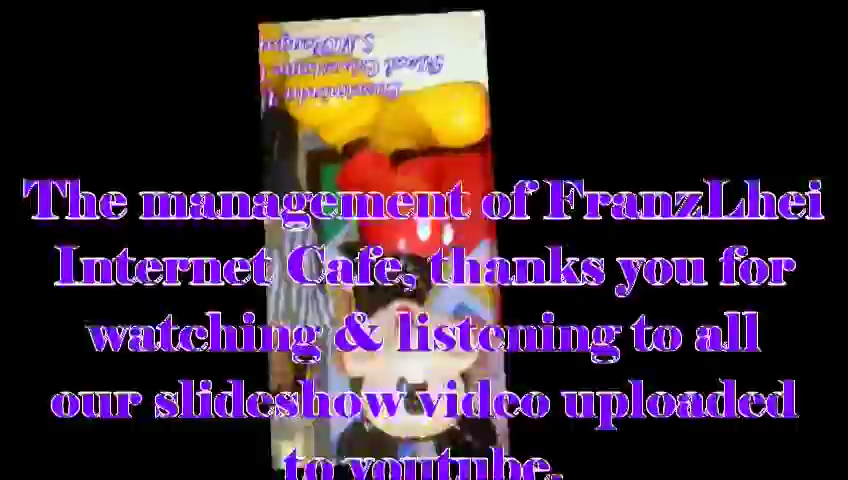 The management of FranzLhei
Internet Cafe, thanks you for
watching & listening to all
our slideshow video uploaded
to youtube.